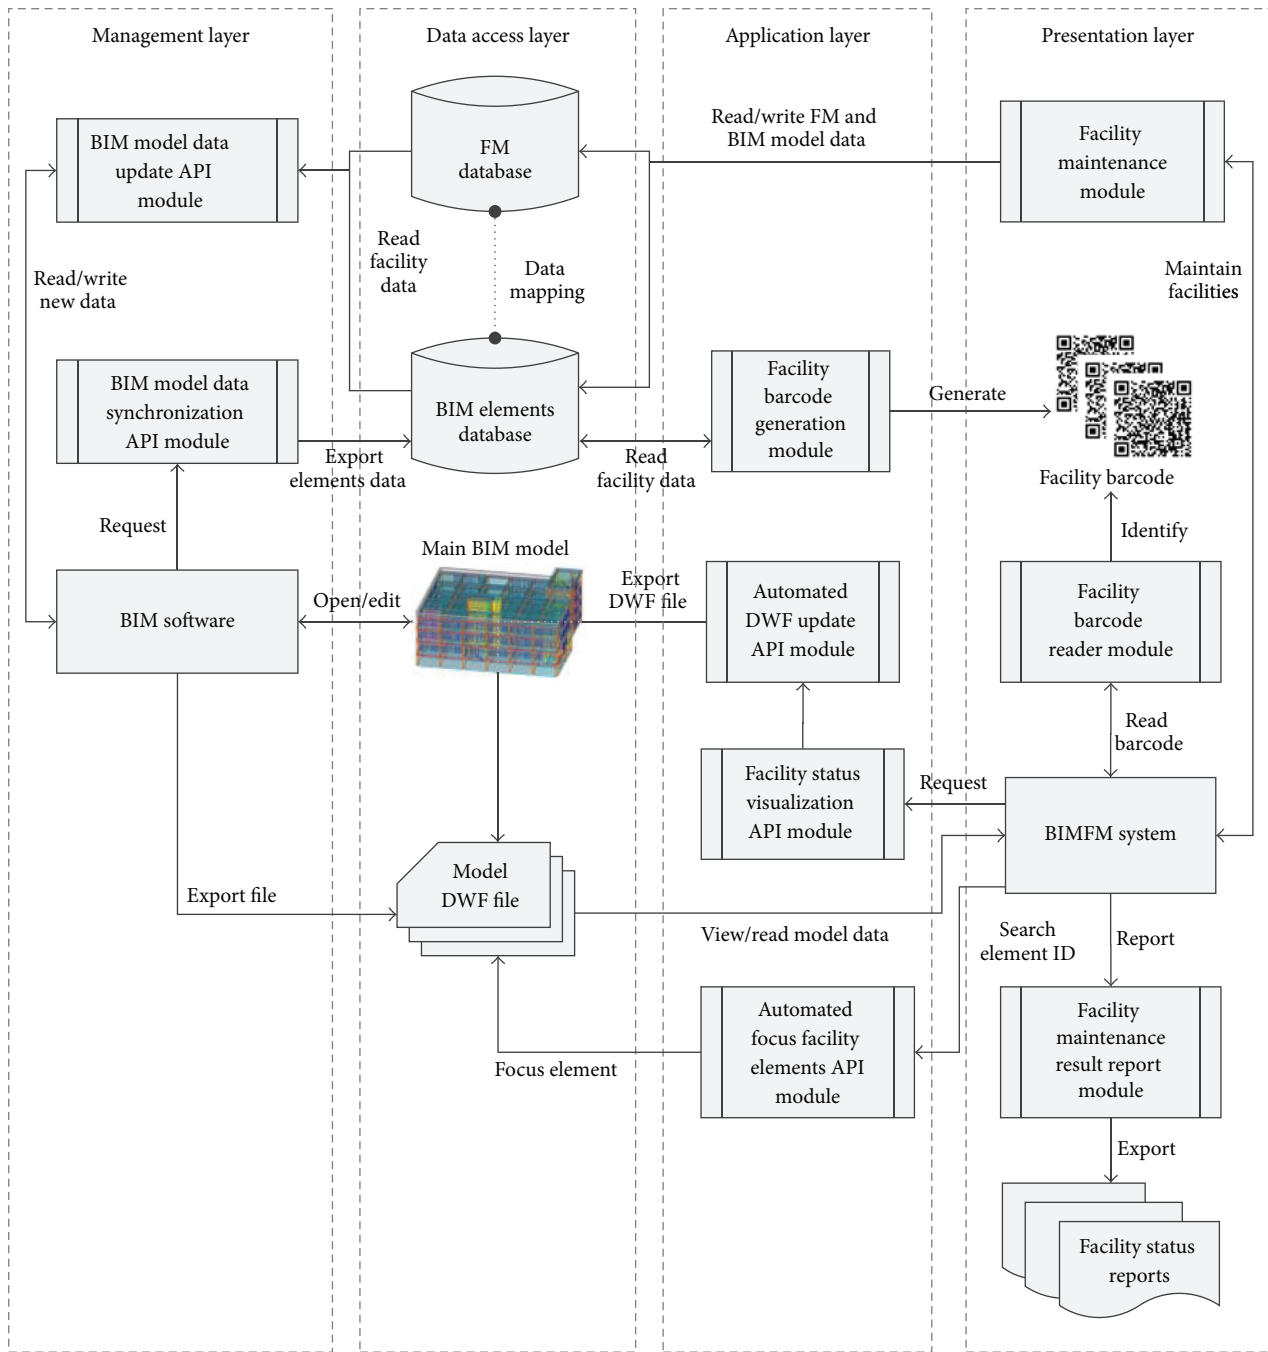 Management layer
Data access layer
Application layer
Presentation layer
BIM model data
update API
module
FM
database
Read/write FM and
BIM model data
Facility
maintenance
module
Read/write
new data
Read
facility
data
Data
mapping
Maintain
facilities
BIM model data
synchronization
API module
Export
elements data
BIM elements
database
Read
facility data
Facility
barcode
generation
module
Generate
Facility barcode
Request
Identify
BIM software
Open/edit
Main BIM model
Export
DWF file
Automated
DWF update
API module
Facility
barcode
reader module
Read
barcode
Facility status
visualization
API module
Request
BIMFM system
Export file
Model
DWF file
View/read model data
Search
element ID
Report
Focus element
Automated
focus facility
elements API
module
Facility
maintenance
result report
module
Export
Facility status
reports